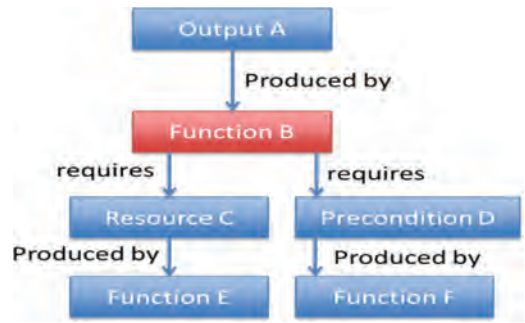 Output A
Produced by
Function B
requires
requires
Resource C
Precondition D
Produced by
Produced by
Function E
Function F